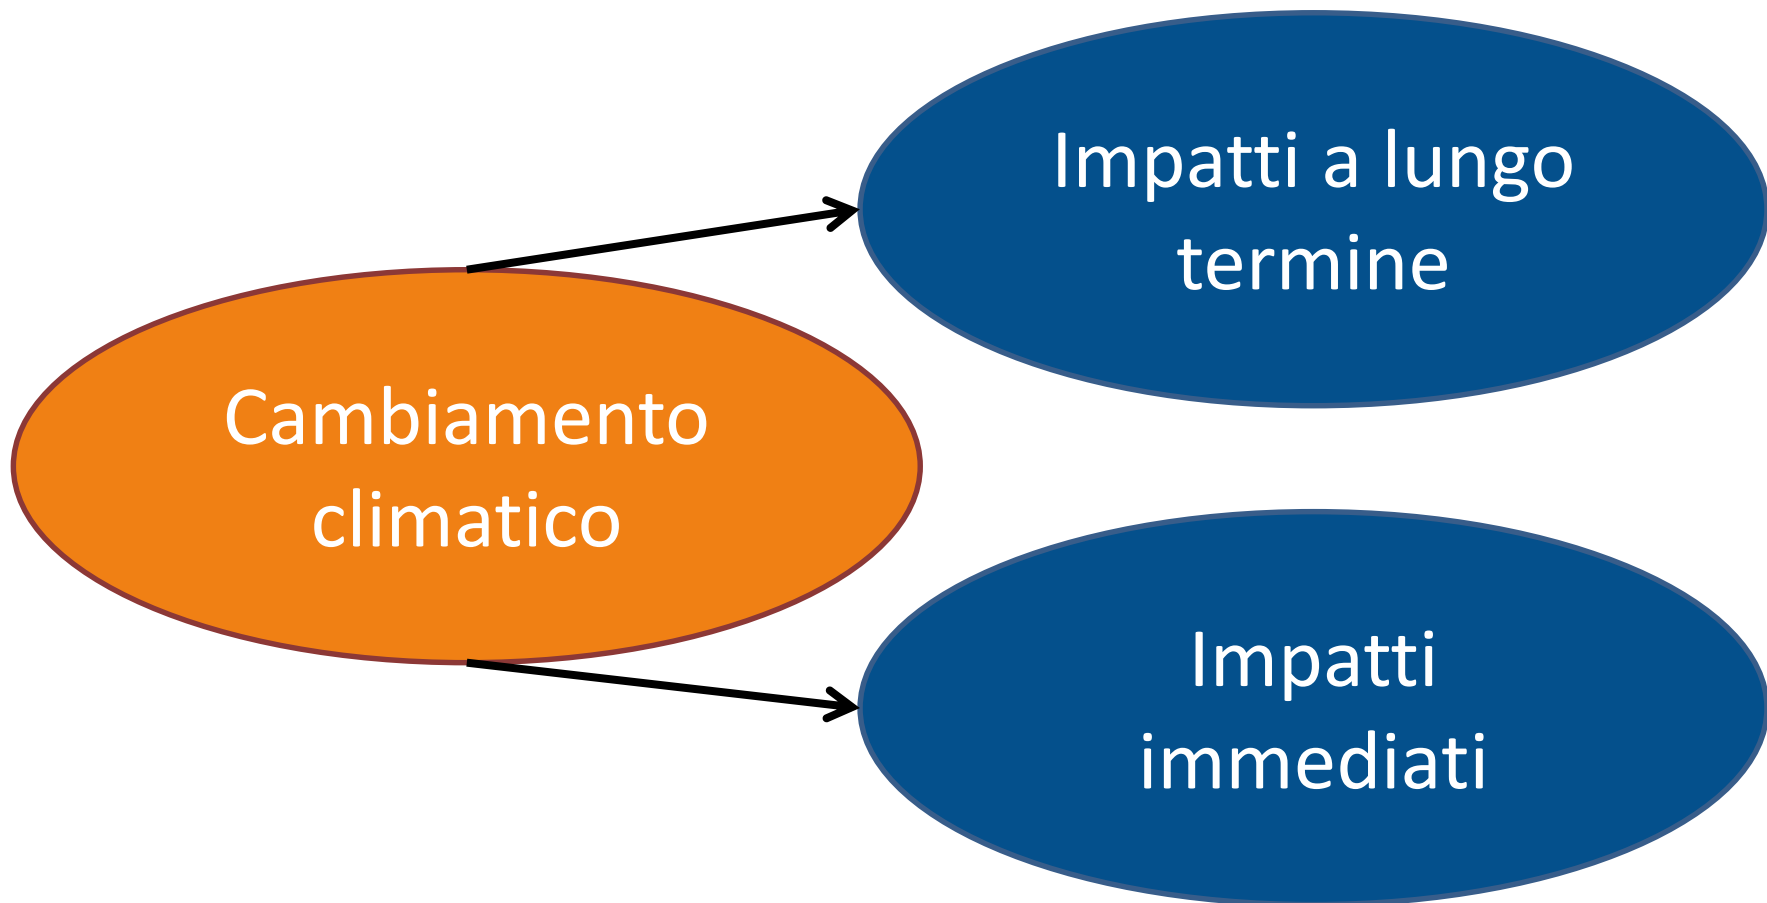 Impatti a lungo
termine
Cambiamento
climatico
Impatti
immediati